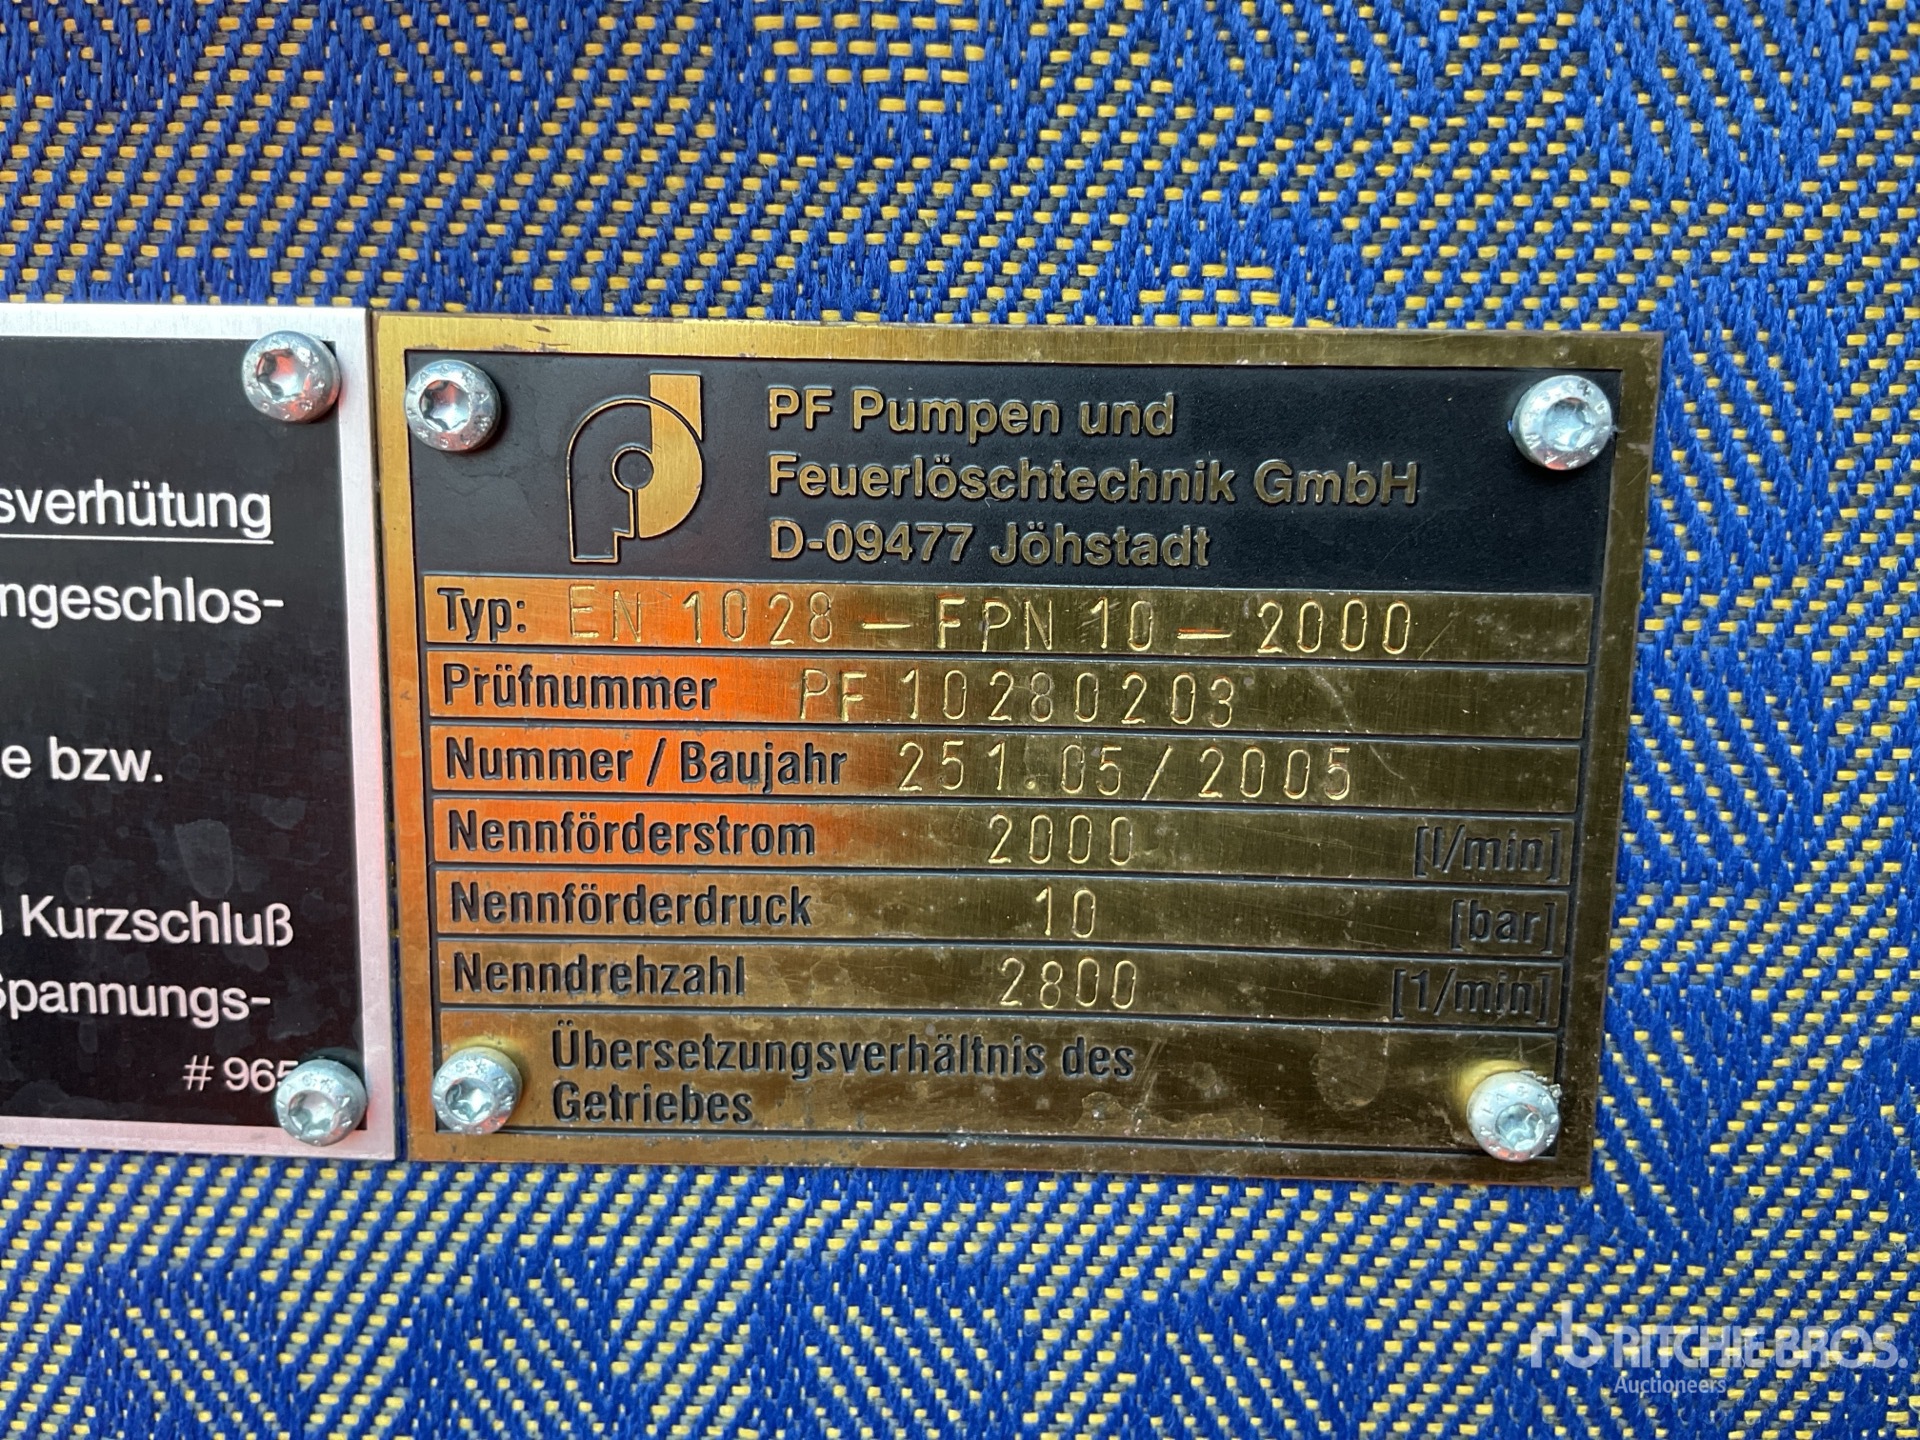 sverhütung
ngeschlos-
e bzw.
Kurzschluß
Spannungs-
# 965
PF Pumpen und
Feuerlöschtechnik GmbH
D-09477 Jöhstadt
Typ: EN 1028 - FPN 10 - 2000
Prüfnummer PF 10280203
Nummer / Baujahr 251.05/2005
Nennförderstrom 2000 [l/min]
Nennförderdruck 10 [bar]
Nenndrehzahl 2800 [1/min]
Übersetzungsverhältnis des
Getriebes
rb RITCHIE BROS.
Auctioneers